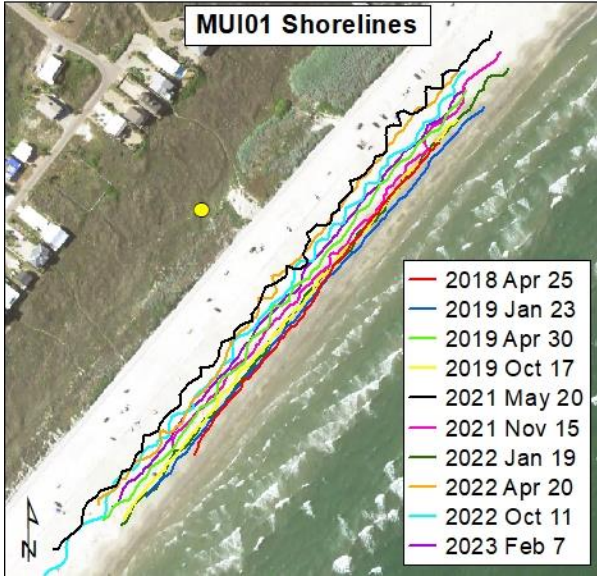 MUI01 Shorelines
2018 Apr 25
2019 Jan 23
2019 Apr 30
2019 Oct 17
2021 May 20
2021 Nov 15
2022 Jan 19
2022 Apr 20
2022 Oct 11
2023 Feb 7
N